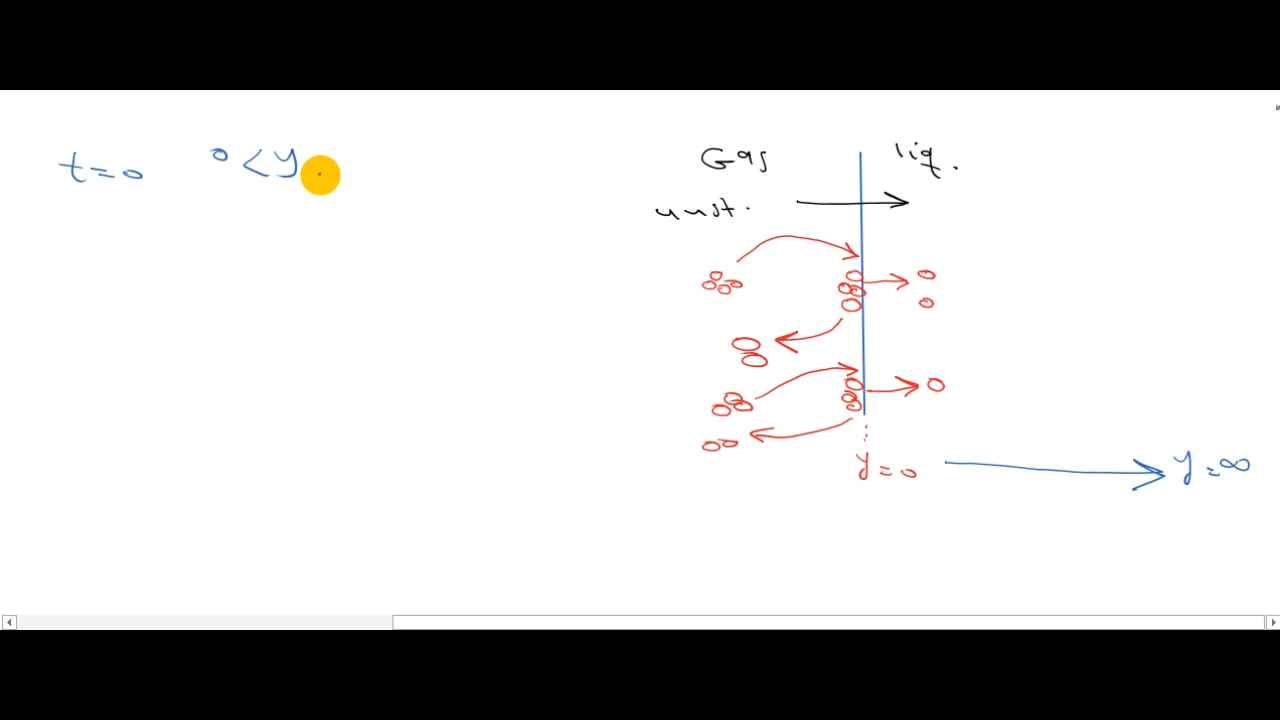 t=0 0<y
Gas liq.
unst.
y=0
y=∞